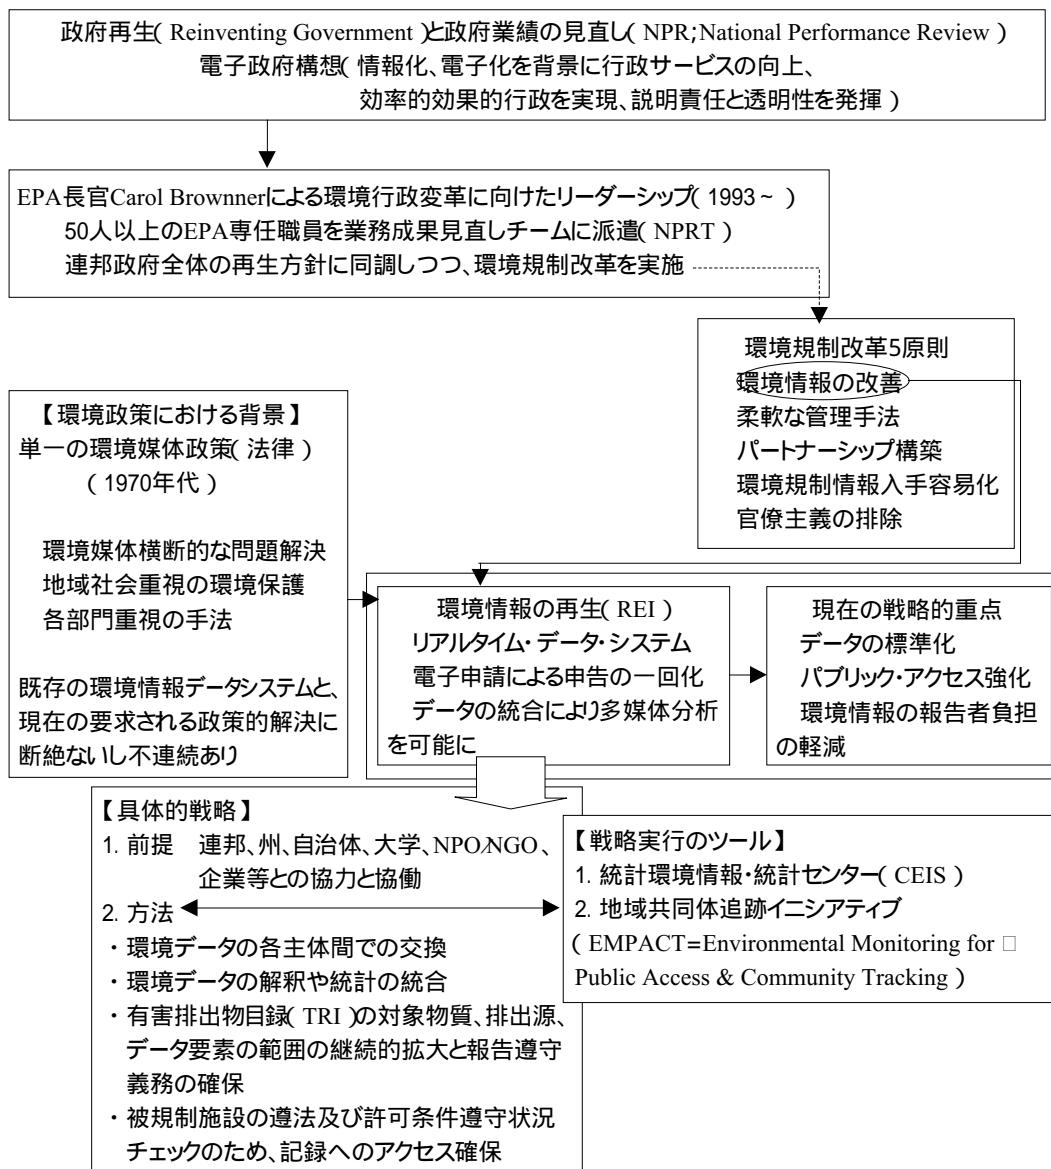 政府再生( Reinventing Government )と政府業績の見直し( NPR;National Performance Review )
電子政府構想( 情報化、電子化を背景に行政サービスの向上、
効率的効果的行政を実現、説明責任と透明性を発揮 )
EPA長官Carol Brownnerによる環境行政変革に向けたリーダーシップ( 1993~ )
50人以上のEPA専任職員を業務成果見直しチームに派遣( NPRT )
連邦政府全体の再生方針に同調しつつ、環境規制改革を実施
環境規制改革5原則
環境情報の改善
柔軟な管理手法
パートナーシップ構築
環境規制情報入手容易化
官僚主義の排除
【環境政策における背景】
単一の環境媒体政策( 法律 )
( 1970年代 )
環境媒体横断的な問題解決
地域社会重視の環境保護
各部門重視の手法
既存の環境情報データシステムと、
現在の要求される政策的解決に
断絶ないし不連続あり
環境情報の再生( REI )
リアルタイム・データ・システム
電子申請による申告の一回化
データの統合により多媒体分析
を可能に
現在の戦略的重点
データの標準化
パブリック・アクセス強化
環境情報の報告者負担
の軽減
【具体的戦略】
1. 前提 連邦、州、自治体、大学、NPO/NGO、
企業等との協力と協働
2. 方法
・環境データの各主体間での交換
・環境データの解釈や統計の統合
・有害排出物目録( TRI )の対象物質、排出源、
データ要素の範囲の継続的拡大と報告遵守
義務の確保
・被規制施設の遵法及び許可条件遵守状況
チェックのため、記録へのアクセス確保
【戦略実行のツール】
1. 統計環境情報・統計センター( CEIS )
2. 地域共同体追跡イニシアティブ
( EMPACT=Environmental Monitoring for □
Public Access & Community Tracking )